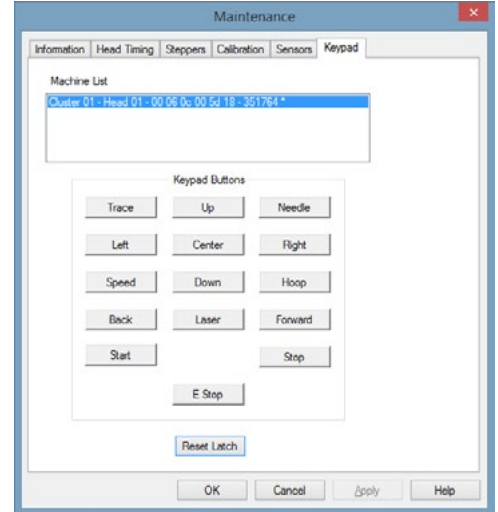 Maintenance
Information Head Timing Steppers Calibration Sensors Keypad
Machine List
Cluster 01 - Head 01 - 00 06 0c 00 5d 18 - 351764 *
Keypad Buttons
Trace Up Needle
Left Center Right
Speed Down Hoop
Back Laser Forward
Start Stop
E Stop
Reset Latch
OK Cancel Apply Help